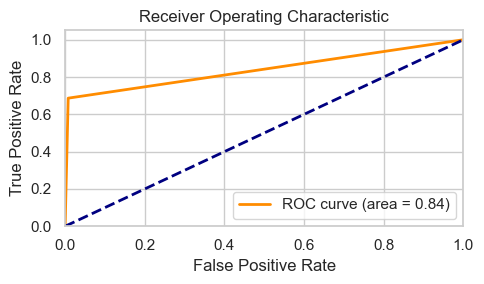 Receiver Operating Characteristic
True Positive Rate
1.0
0.8
0.6
0.4
0.2
0.0
ROC curve (area = 0.84)
0.0 0.2 0.4 0.6 0.8 1.0
False Positive Rate